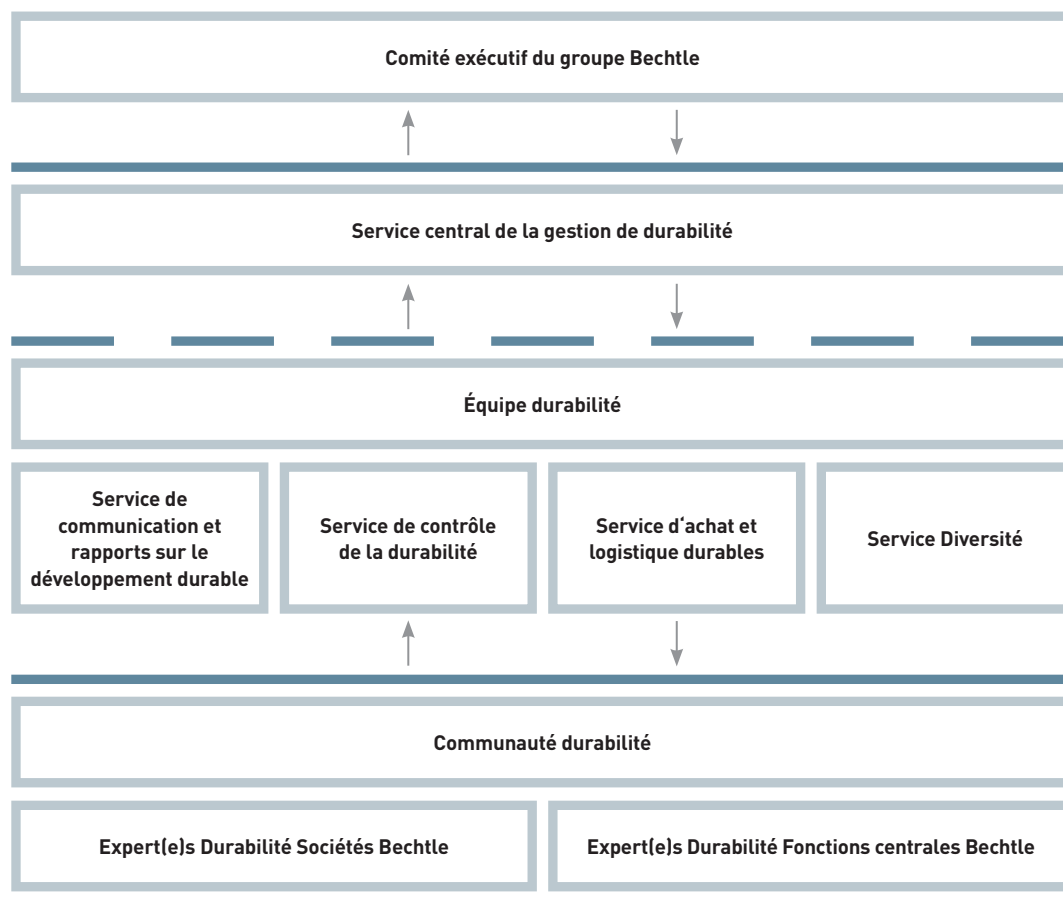 Comité exécutif du groupe Bechtle
Service central de la gestion de durabilité
Équipe durabilité
Service de
communication et
rapports sur le
développement durable
Service de contrôle
de la durabilité
Service d‘achat et
logistique durables
Service Diversité
Communauté durabilité
Expert(e)s Durabilité Sociétés Bechtle
Expert(e)s Durabilité Fonctions centrales Bechtle